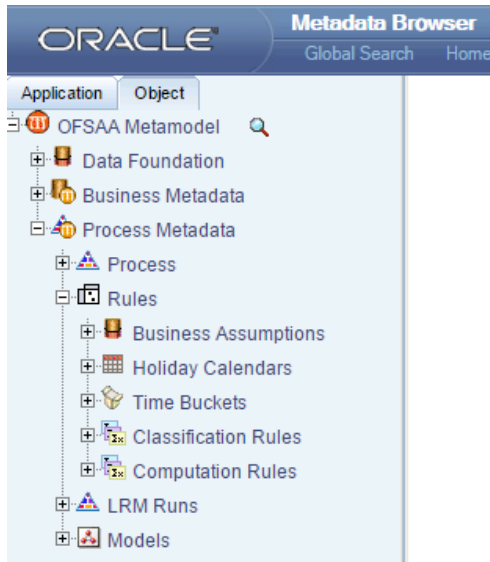 ORACLE
Metadata Browser
Global Search Home
Application Object
OFSAA Metamodel
Data Foundation
Business Metadata
Process Metadata
Process
Rules
Business Assumptions
Holiday Calendars
Time Buckets
Classification Rules
Computation Rules
LRM Runs
Models